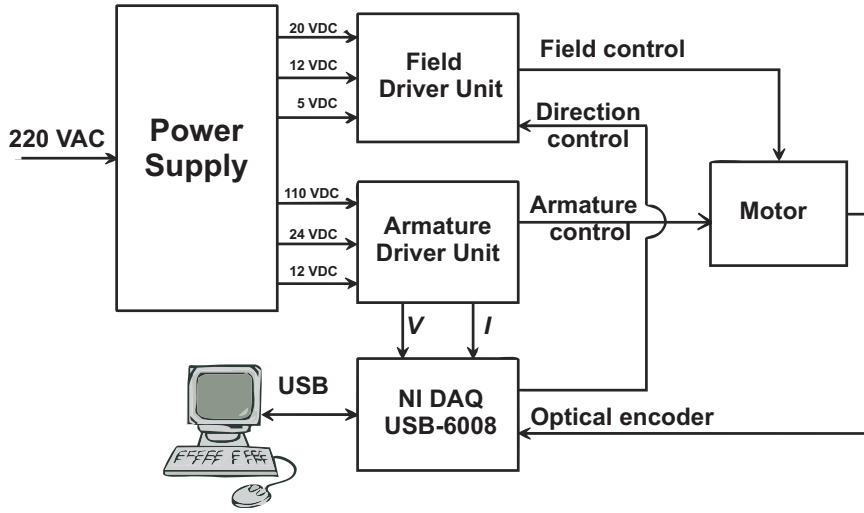 20 VDC
12 VDC
5 VDC
Field
Driver Unit
Field control
Direction
control
220 VAC
Power
Supply
110 VDC
24 VDC
12 VDC
Armature
Driver Unit
Armature
control
Motor
V
I
USB
NI DAQ
USB-6008
Optical encoder